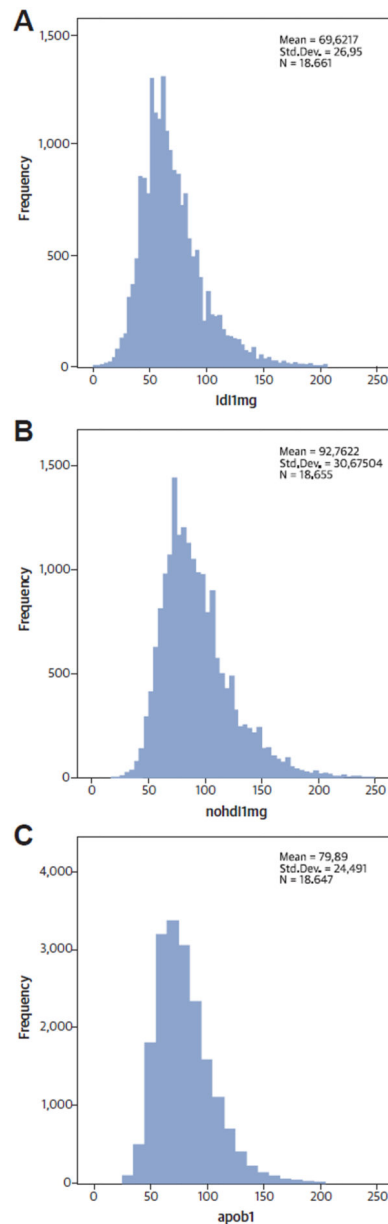 A
1,500
Mean = 69,6217
Std.Dev. = 26,95
N = 18.661
1,000
Frequency
500
0
0 50 100 150 200 250
ldl1mg
B
1,500
Mean = 92,7622
Std.Dev. = 30,67504
N = 18.655
1,000
Frequency
500
0
0 50 100 150 200 250
nohdl1mg
C
4,000
Mean = 79,89
Std.Dev. = 24,491
N = 18.647
3,000
Frequency
2,000
1,000
0
0 50 100 150 200 250
apob1